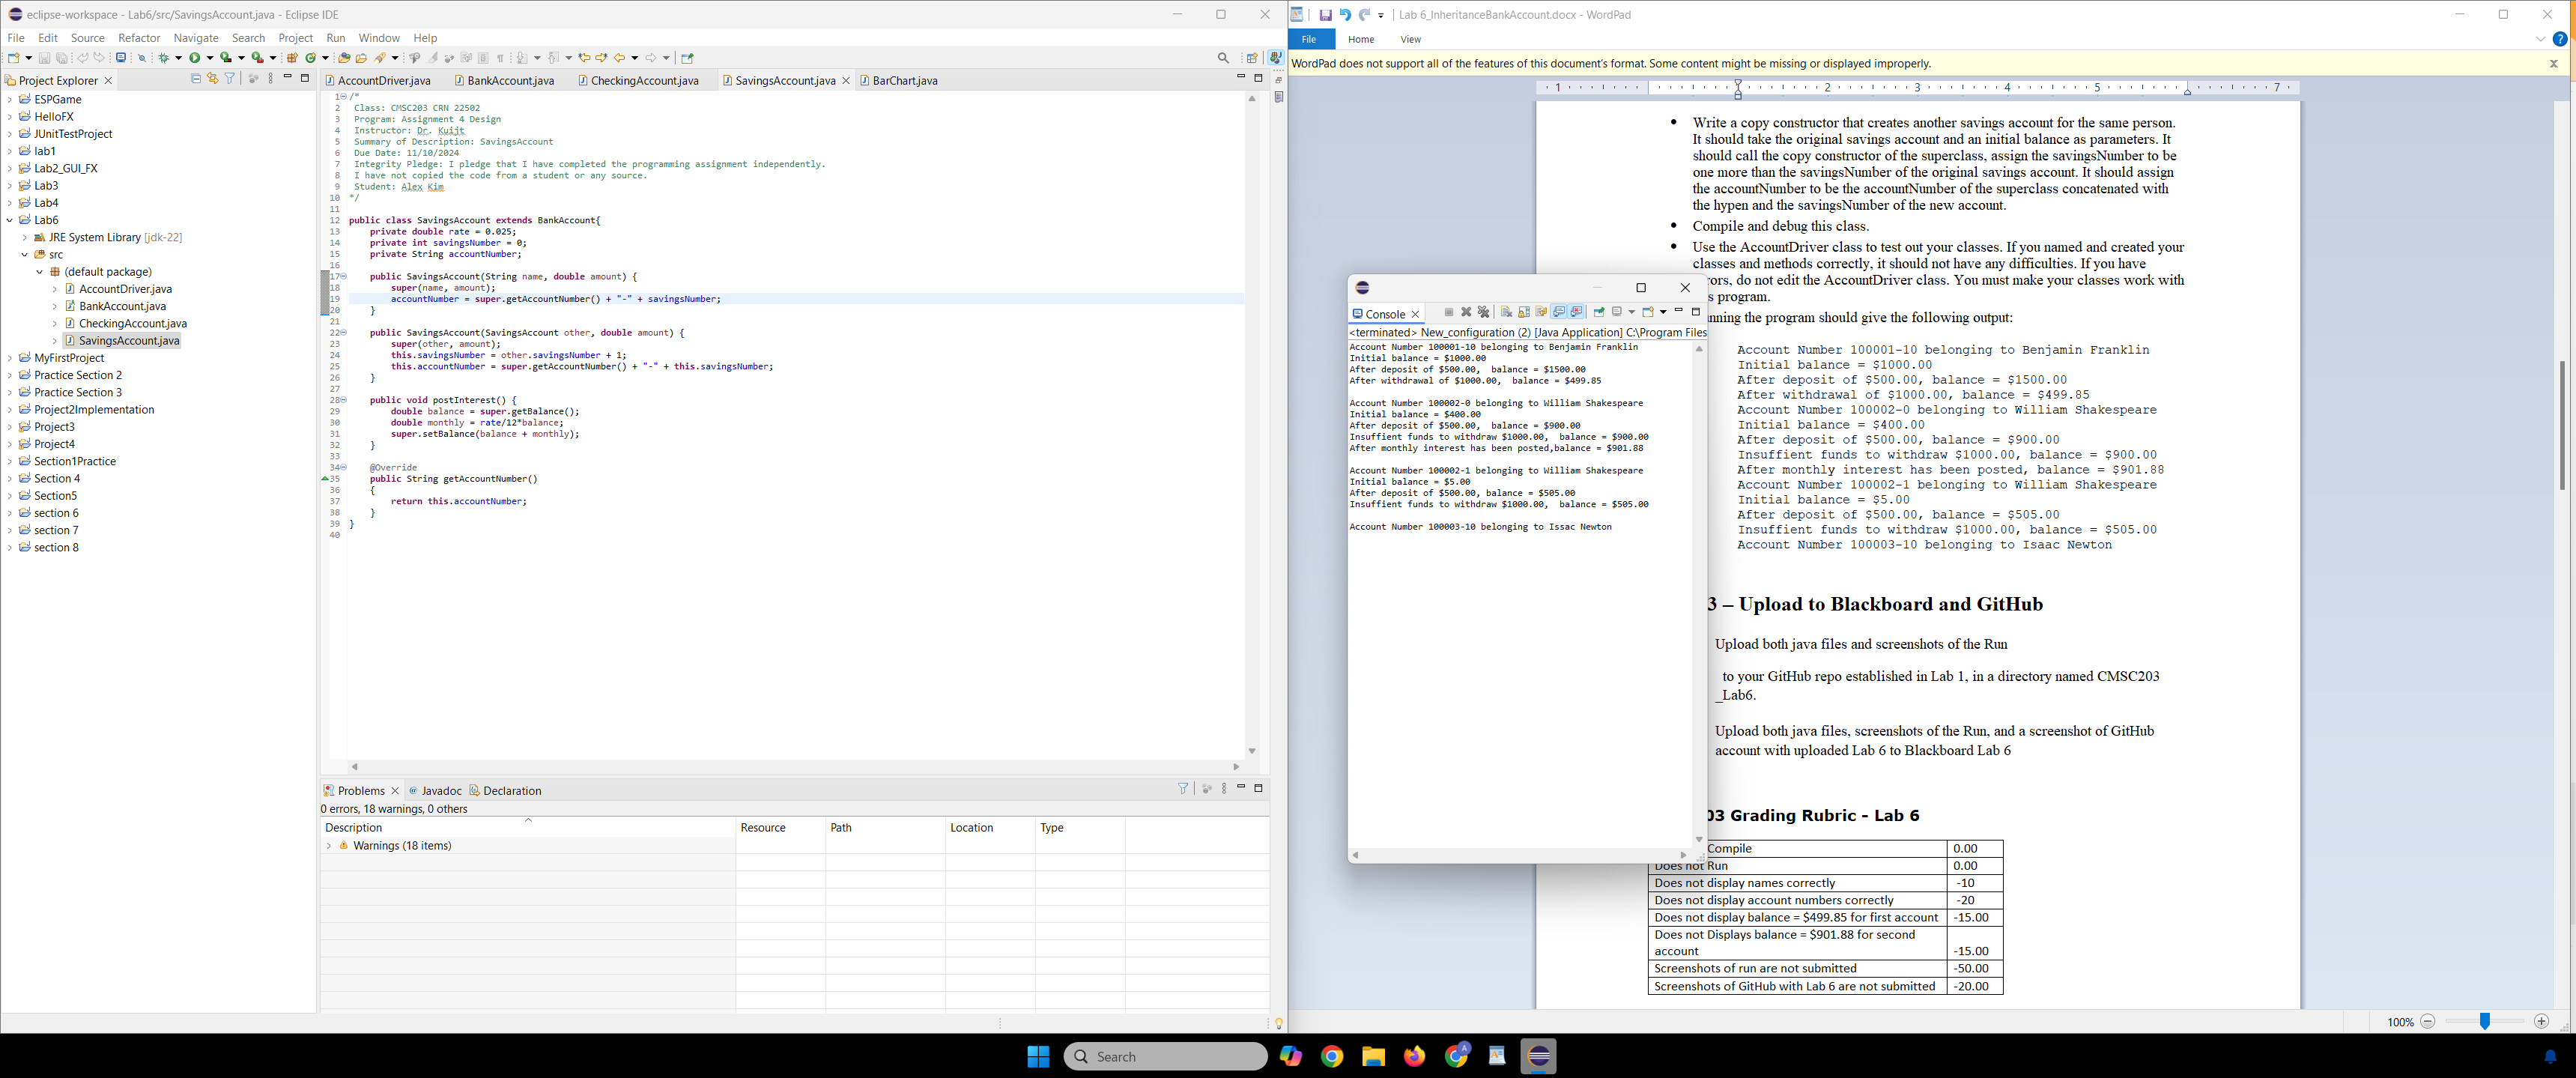 eclipse-workspace - Lab6/src/SavingsAccount.java - Eclipse IDE
File Edit Source Refactor Navigate Search Project Run Window Help
Project Explorer
ESPGame
HelloFX
JUnitTestProject
lab1
Lab2_GUI_FX
Lab3
Lab4
Lab6
JRE System Library [jdk-22]
src
(default package)
AccountDriver.java
BankAccount.java
CheckingAccount.java
SavingsAccount.java
MyFirstProject
Practice Section 2
Practice Section 3
Project2Implementation
Project3
Project4
Section1Practice
Section 4
Section5
section 6
section 7
section 8
AccountDriver.java BankAccount.java CheckingAccount.java SavingsAccount.java BarChart.java
1 /*
2 Class: CMSC203 CRN 22502
3 Program: Assignment 4 Design
4 Instructor: Dr. Kuijt
5 Summary of Description: SavingsAccount
6 Due Date: 11/10/2024
7 Integrity Pledge: I pledge that I have completed the programming assignment independently.
8 I have not copied the code from a student or any source.
9 Student: Alex Kim
10 */
11
12 public class SavingsAccount extends BankAccount{
13 private double rate = 0.025;
14 private int savingsNumber = 0;
15 private String accountNumber;
16
17 public SavingsAccount(String name, double amount) {
18 super(name, amount);
19 accountNumber = super.getAccountNumber() + "-" + savingsNumber;
20 }
21
22 public SavingsAccount(SavingsAccount other, double amount) {
23 super(other, amount);
24 this.savingsNumber = other.savingsNumber + 1;
25 this.accountNumber = super.getAccountNumber() + "-" + this.savingsNumber;
26 }
27
28 public void postInterest() {
29 double balance = super.getBalance();
30 double monthly = rate/12*balance;
31 super.setBalance(balance + monthly);
32 }
33
34 @Override
35 public String getAccountNumber()
36 {
37 return this.accountNumber;
38 }
39 }
40
Problems Javadoc Declaration
0 errors, 18 warnings, 0 others
Description Resource Path Location Type
Warnings (18 items)
Lab 6_InheritanceBankAccount.docx - WordPad
File Home View
WordPad does not support all of the features of this document's format. Some content might be missing or displayed improperly.
1 2 3 4 5 7
• Write a copy constructor that creates another savings account for the same person.
It should take the original savings account and an initial balance as parameters. It
should call the copy constructor of the superclass, assign the savingsNumber to be
one more than the savingsNumber of the original savings account. It should assign
the accountNumber to be the accountNumber of the superclass concatenated with
the hypen and the savingsNumber of the new account.
• Compile and debug this class.
• Use the AccountDriver class to test out your classes. If you named and created your
classes and methods correctly, it should not have any difficulties. If you have
rors, do not edit the AccountDriver class. You must make your classes work with
s program.
nning the program should give the following output:
Account Number 100001-10 belonging to Benjamin Franklin
Initial balance = $1000.00
After deposit of $500.00, balance = $1500.00
After withdrawal of $1000.00, balance = $499.85
Account Number 100002-0 belonging to William Shakespeare
Initial balance = $400.00
After deposit of $500.00, balance = $900.00
Insuffient funds to withdraw $1000.00, balance = $900.00
After monthly interest has been posted, balance = $901.88
Account Number 100002-1 belonging to William Shakespeare
Initial balance = $5.00
After deposit of $500.00, balance = $505.00
Insuffient funds to withdraw $1000.00, balance = $505.00
Account Number 100003-10 belonging to Isaac Newton
3 – Upload to Blackboard and GitHub
Upload both java files and screenshots of the Run
to your GitHub repo established in Lab 1, in a directory named CMSC203
_Lab6.
Upload both java files, screenshots of the Run, and a screenshot of GitHub
account with uploaded Lab 6 to Blackboard Lab 6
03 Grading Rubric - Lab 6
Compile 0.00
Does not Run 0.00
Does not display names correctly -10
Does not display account numbers correctly -20
Does not display balance = $499.85 for first account -15.00
Does not Displays balance = $901.88 for second
account -15.00
Screenshots of run are not submitted -50.00
Screenshots of GitHub with Lab 6 are not submitted -20.00
100%
Console
<terminated> New_configuration (2) [Java Application] C:\Program Files
Account Number 100001-10 belonging to Benjamin Franklin
Initial balance = $1000.00
After deposit of $500.00,  balance = $1500.00
After withdrawal of $1000.00,  balance = $499.85
Account Number 100002-0 belonging to William Shakespeare
Initial balance = $400.00
After deposit of $500.00,  balance = $900.00
Insuffient funds to withdraw $1000.00,  balance = $900.00
After monthly interest has been posted,balance = $901.88
Account Number 100002-1 belonging to William Shakespeare
Initial balance = $5.00
After deposit of $500.00, balance = $505.00
Insuffient funds to withdraw $1000.00,  balance = $505.00
Account Number 100003-10 belonging to Issac Newton
Search
A